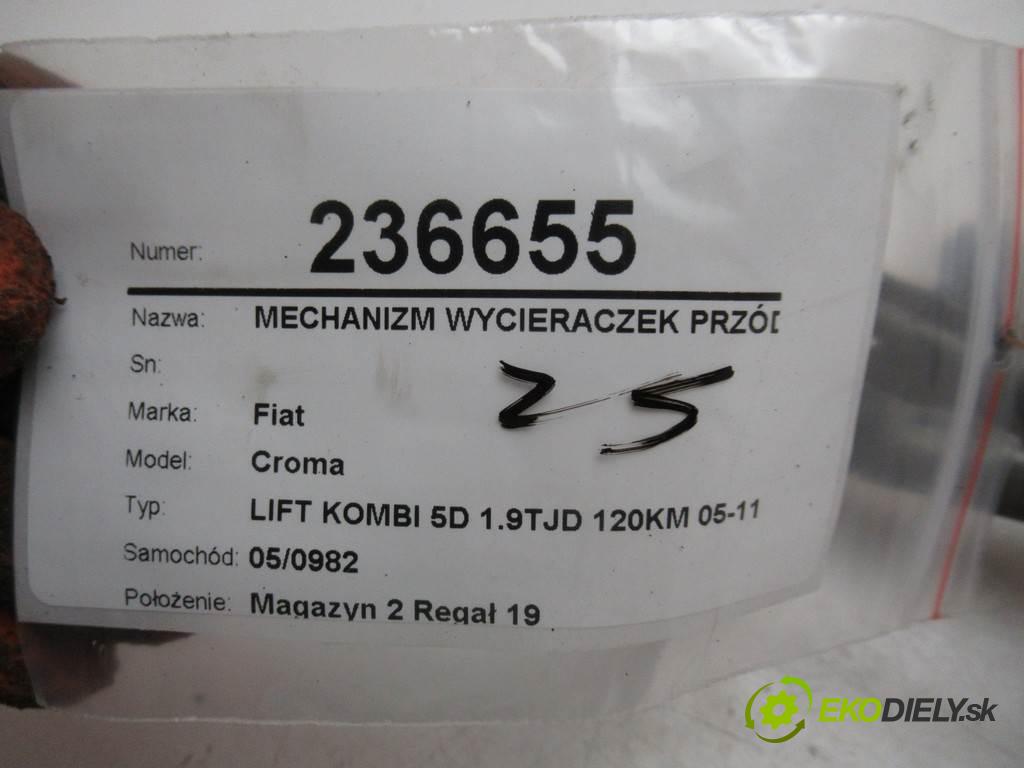 Numer: 236655
Nazwa: MECHANIZM WYCIERACZEK PRZÓD
Sn:
25
Marka: Fiat
Model: Croma
Typ: LIFT KOMBI 5D 1.9TJD 120KM 05-11
Samochód: 05/0982
Położenie: Magazyn 2 Regał 19
EKODIELY.sk